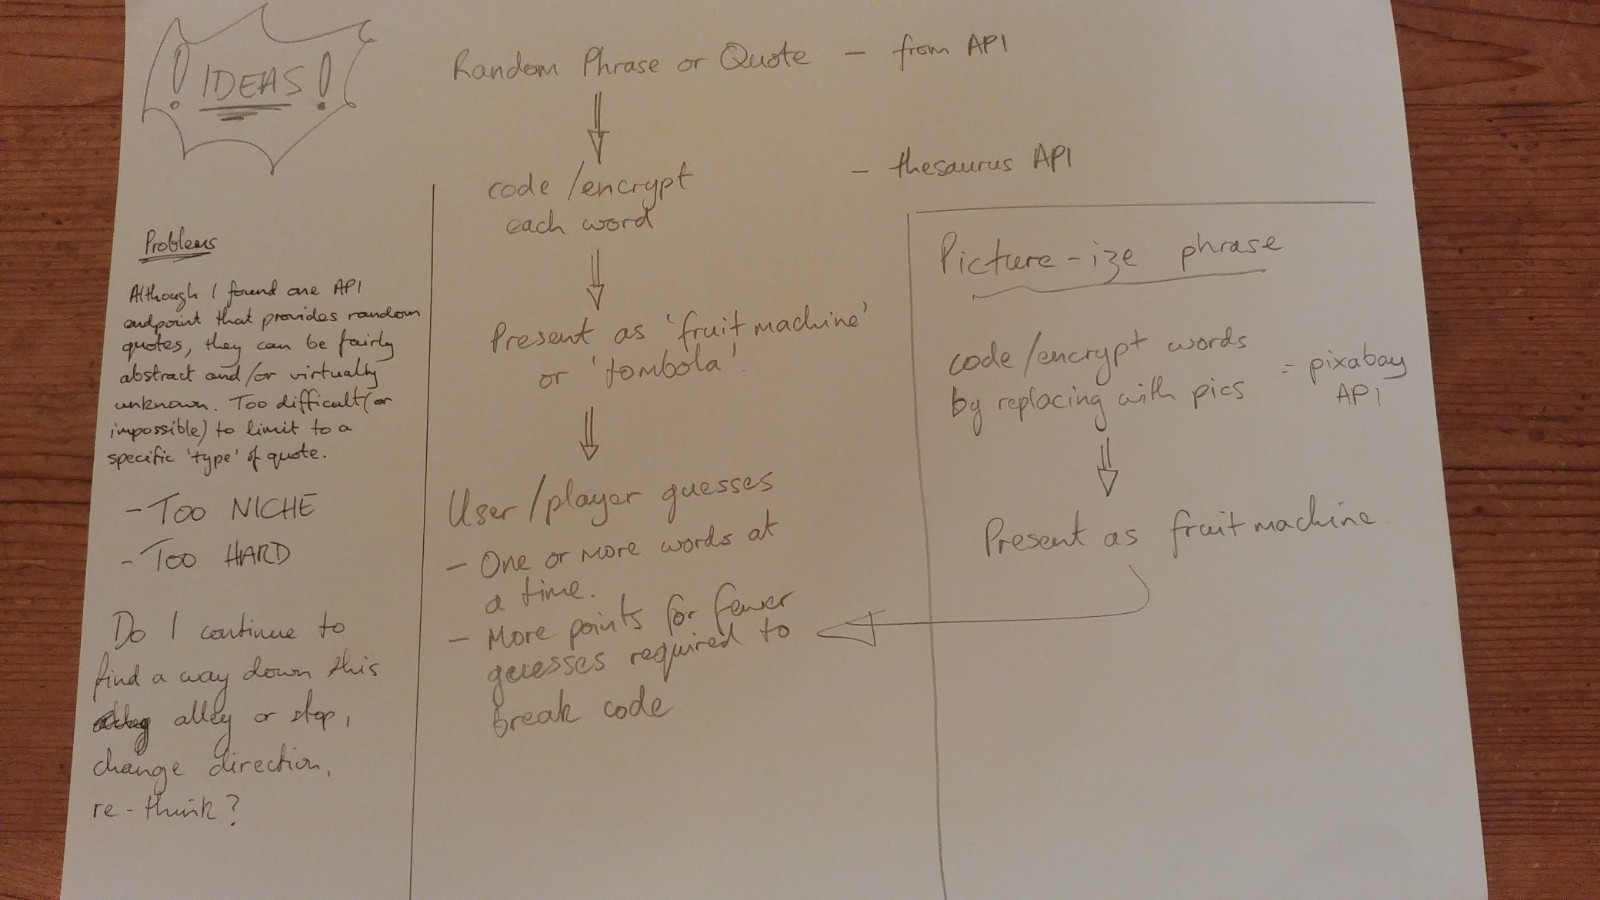 ! IDEAS !
Random Phrase or Quote — from API
code/encrypt
each word
— thesaurus API
Present as 'fruit machine'
or 'tombola'.
User/player guesses
— One or more words at
a time.
— More points for fewer
guesses required to
break code
Picture-ize phrase
code/encrypt words
by replacing with pics
= pixabay
API
Present as fruit machine
Problems
Although I found one API
endpoint that provides random
quotes, they can be fairly
abstract and/or virtually
unknown. Too difficult (or
impossible) to limit to a
specific 'type' of quote.
- TOO NICHE
- TOO HARD
Do I continue to
find a way down this
alley or stop,
change direction,
re-think?